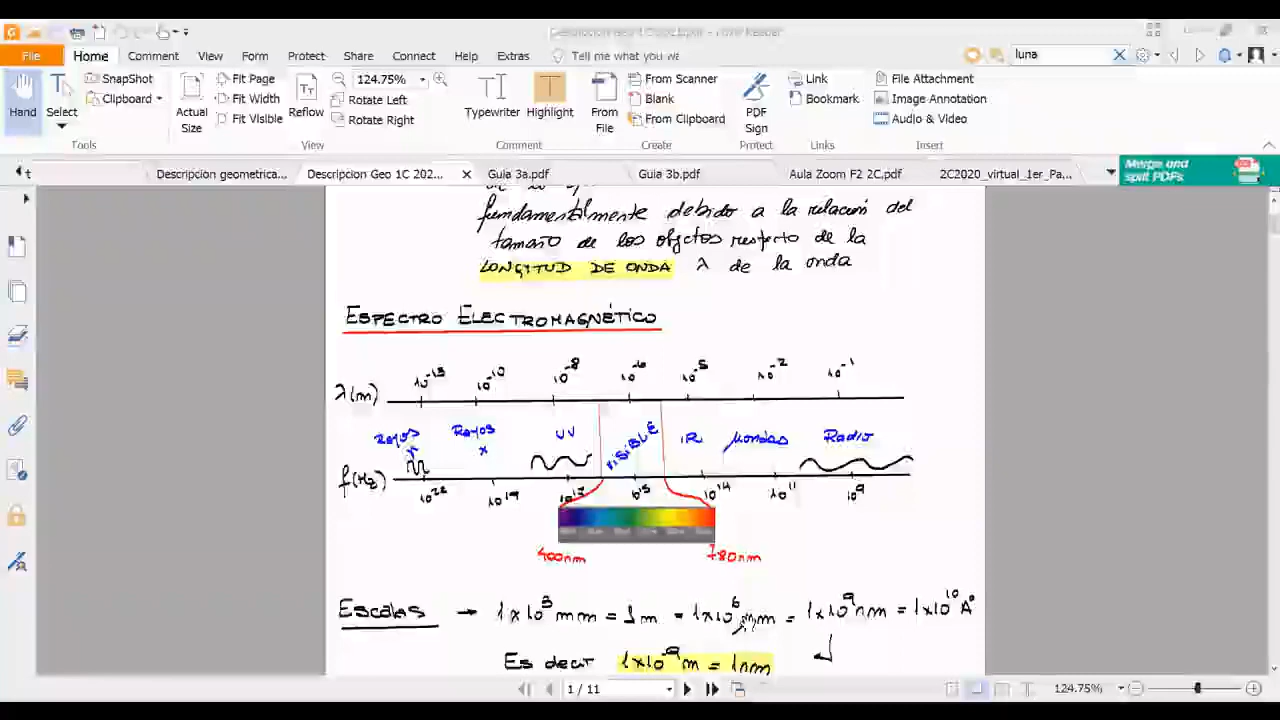 File Home Comment View Form Protect Share Connect Help Extras Tell me what you wa luna
Hand Select SnapShot Clipboard Actual Size Fit Page Fit Width Fit Visible Reflow 124.75% Rotate Left Rotate Right Typewriter Highlight From File From Scanner Blank From Clipboard PDF Sign Link Bookmark File Attachment Image Annotation Audio & Video
Tools View Comment Create Protect Links Insert
Descripcion geometrica... Descripcion Geo 1C 202... Guia 3a.pdf Guia 3b.pdf Aula Zoom F2 2C.pdf 2C2020_virtual_1er_Pa... Merge and split PDFs
fundamentalmente debido a la relación del
tamaño de los objetos respecto de la
LONGITUD DE ONDA λ de la onda
ESPECTRO ELECTROMAGNÉTICO
λ(m) 10⁻¹³ 10⁻¹⁰ 10⁻⁸ 10⁻⁶ 10⁻⁵ 10⁻² 10⁻¹
Rayos γ Rayos x UV VISIBLE IR μondas Radio
f(Hz) 10²² 10¹⁹ 10¹⁷ 10¹⁵ 10¹⁴ 10¹¹ 10⁹
400nm 780nm
Escalas → 1x10³ mm = 1m = 1x10⁶ μm = 1x10⁹ nm = 1x10¹⁰ A°
Es decir 1x10⁻⁹ m = 1nm
1 / 11 124.75%